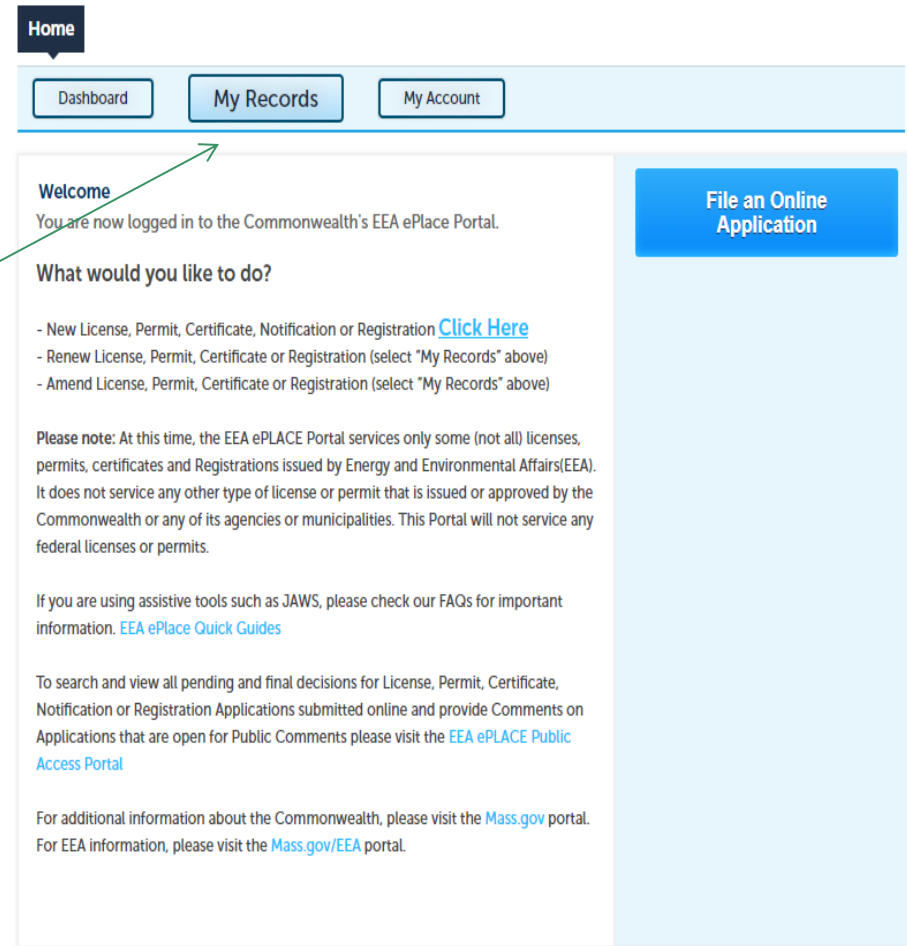 Home
Dashboard My Records My Account
Welcome
You are now logged in to the Commonwealth's EEA ePlace Portal.
What would you like to do?
- New License, Permit, Certificate, Notification or Registration Click Here
- Renew License, Permit, Certificate or Registration (select "My Records" above)
- Amend License, Permit, Certificate or Registration (select "My Records" above)
Please note: At this time, the EEA ePLACE Portal services only some (not all) licenses,
permits, certificates and Registrations issued by Energy and Environmental Affairs(EEA).
It does not service any other type of license or permit that is issued or approved by the
Commonwealth or any of its agencies or municipalities. This Portal will not service any
federal licenses or permits.
If you are using assistive tools such as JAWS, please check our FAQs for important
information. EEA ePlace Quick Guides
To search and view all pending and final decisions for License, Permit, Certificate,
Notification or Registration Applications submitted online and provide Comments on
Applications that are open for Public Comments please visit the EEA ePLACE Public
Access Portal
For additional information about the Commonwealth, please visit the Mass.gov portal.
For EEA information, please visit the Mass.gov/EEA portal.
File an Online
Application